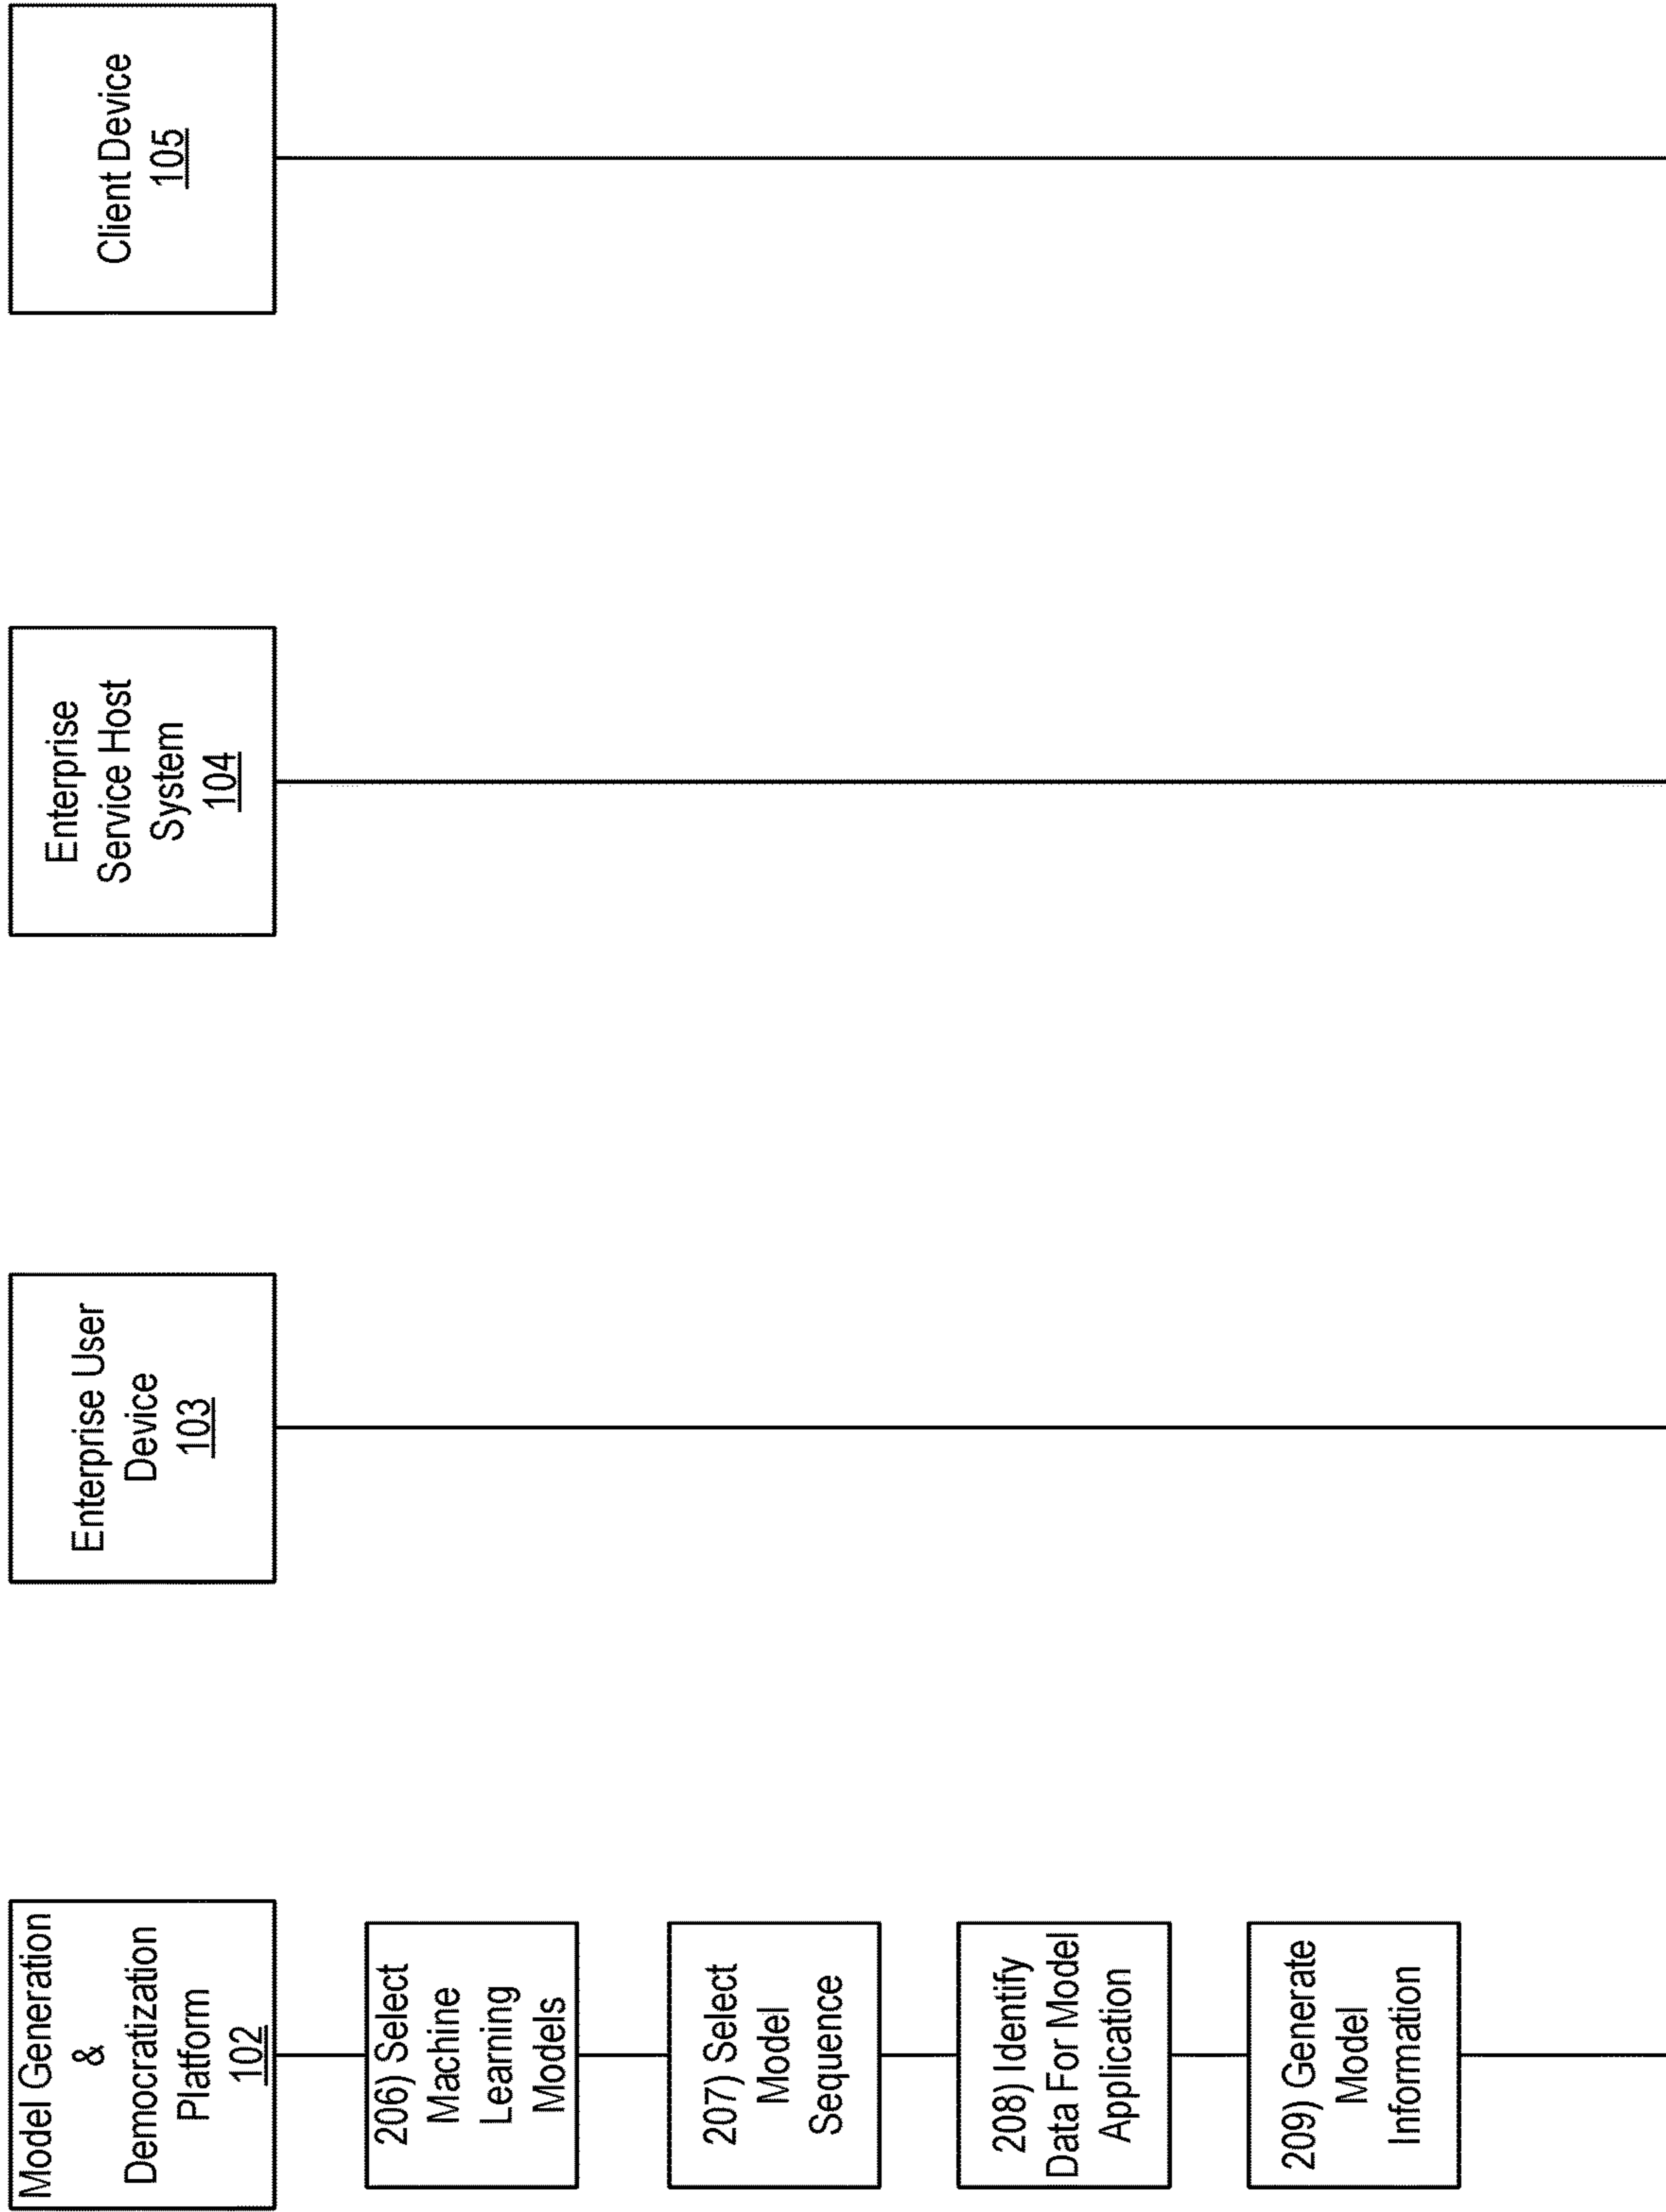 Model Generation
&
Democratization
Platform
102
Enterprise User
Device
103
Enterprise
Service Host
System
104
Client Device
105
206) Select
Machine
Learning
Models
207) Select
Model
Sequence
208) Identify
Data For Model
Application
209) Generate
Model
Information